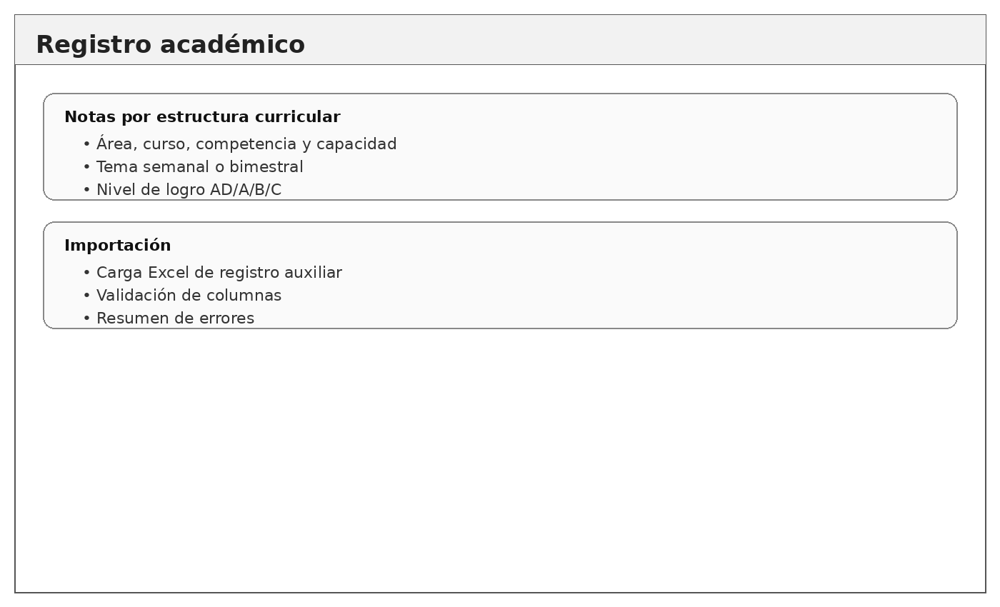 Registro académico
Notas por estructura curricular
• Área, curso, competencia y capacidad
• Tema semanal o bimestral
• Nivel de logro AD/A/B/C
Importación
• Carga Excel de registro auxiliar
• Validación de columnas
• Resumen de errores